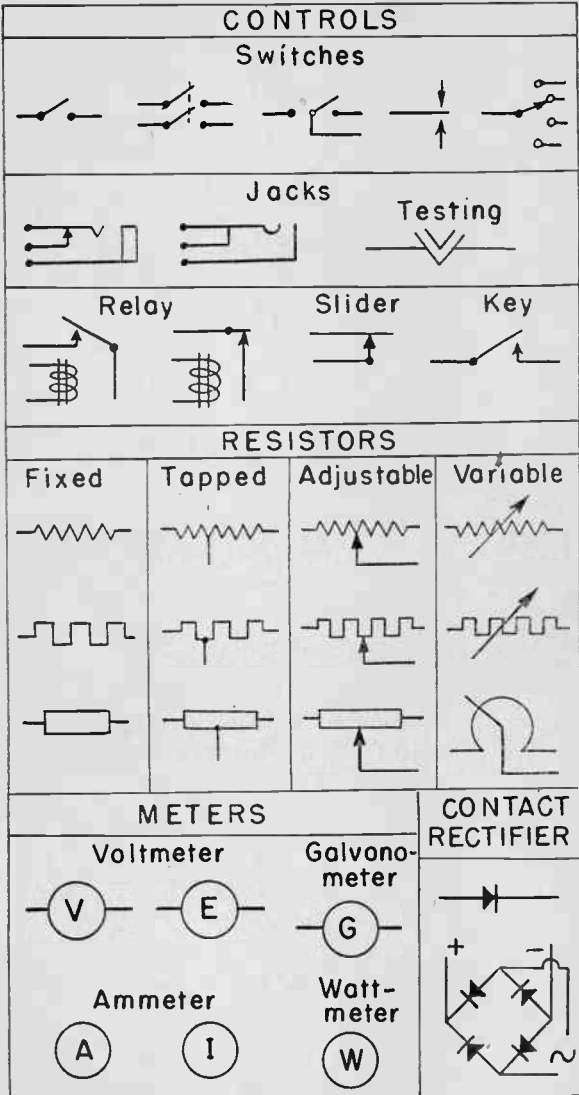 CONTROLS
Switches
Jacks
Testing
Relay Slider Key
RESISTORS
Fixed Tapped Adjustable Variable
METERS
Voltmeter
Galvono-
meter
V E G
Ammeter
Watt-
meter
A I W
CONTACT
RECTIFIER
+ -
~